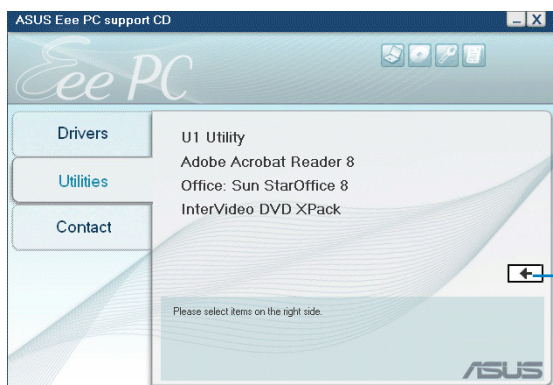 ASUS Eee PC support CD
Eee PC
Drivers
Utilities
Contact
U1 Utility
Adobe Acrobat Reader 8
Office: Sun StarOffice 8
InterVideo DVD XPack
Please select items on the right side.
ASUS